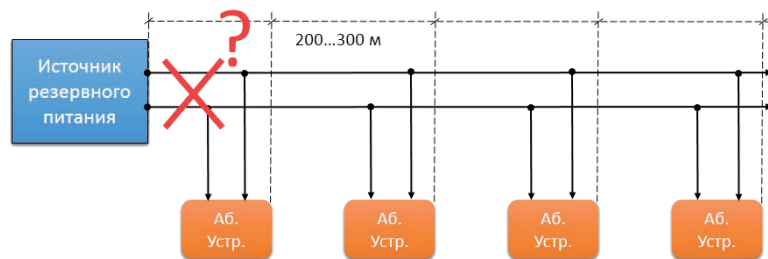 ?
200...300 м
Источник
резервного
питания
Аб.
Устр.
Аб.
Устр.
Аб.
Устр.
Аб.
Устр.